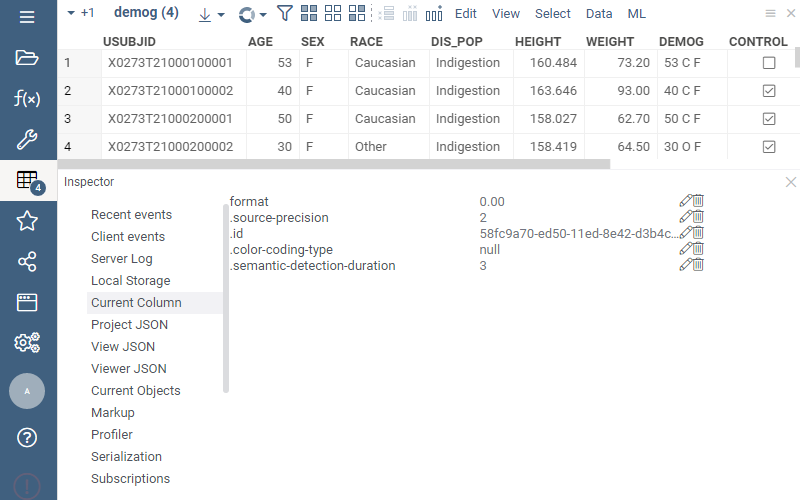 +1 demog (4) Edit View Select Data ML
USUBJID AGE SEX RACE DIS_POP HEIGHT WEIGHT DEMOG CONTROL
1 X0273T21000100001 53 F Caucasian Indigestion 160.484 73.20 53 C F
2 X0273T21000100002 40 F Caucasian Indigestion 163.646 93.00 40 C F
3 X0273T21000200001 50 F Caucasian Indigestion 158.027 62.70 50 C F
4 X0273T21000200002 30 F Other Indigestion 158.419 64.50 30 O F
f(x)
4
A
Inspector
Recent events
Client events
Server Log
Local Storage
Current Column
Project JSON
View JSON
Viewer JSON
Current Objects
Markup
Profiler
Serialization
Subscriptions
format 0.00
.source-precision 2
.id 58fc9a70-ed50-11ed-8e42-d3b4c...
.color-coding-type null
.semantic-detection-duration 3